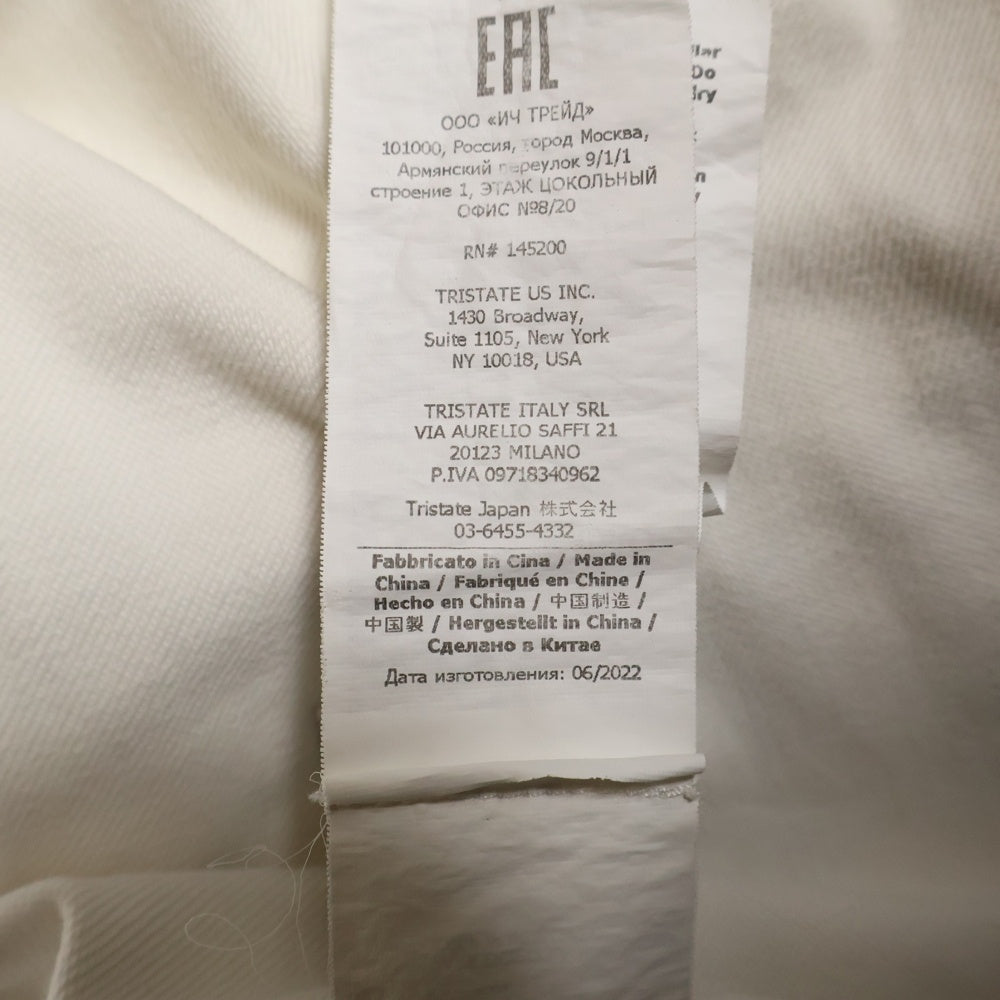 EAC
ООО «ИЧ ТРЕЙД»
101000, Россия, город Москва,
Армянский переулок 9/1/1
строение 1, ЭТАЖ ЦОКОЛЬНЫЙ
ОФИС №8/20
RN# 145200
TRISTATE US INC.
1430 Broadway,
Suite 1105, New York
NY 10018, USA
TRISTATE ITALY SRL
VIA AURELIO SAFFI 21
20123 MILANO
P.IVA 09718340962
Tristate Japan 株式会社
03-6455-4332
Fabbricato in Cina / Made in
China / Fabriqué en Chine /
Hecho en China / 中国制造 /
中国製 / Hergestellt in China /
Сделано в Китае
Дата изготовления: 06/2022
Do